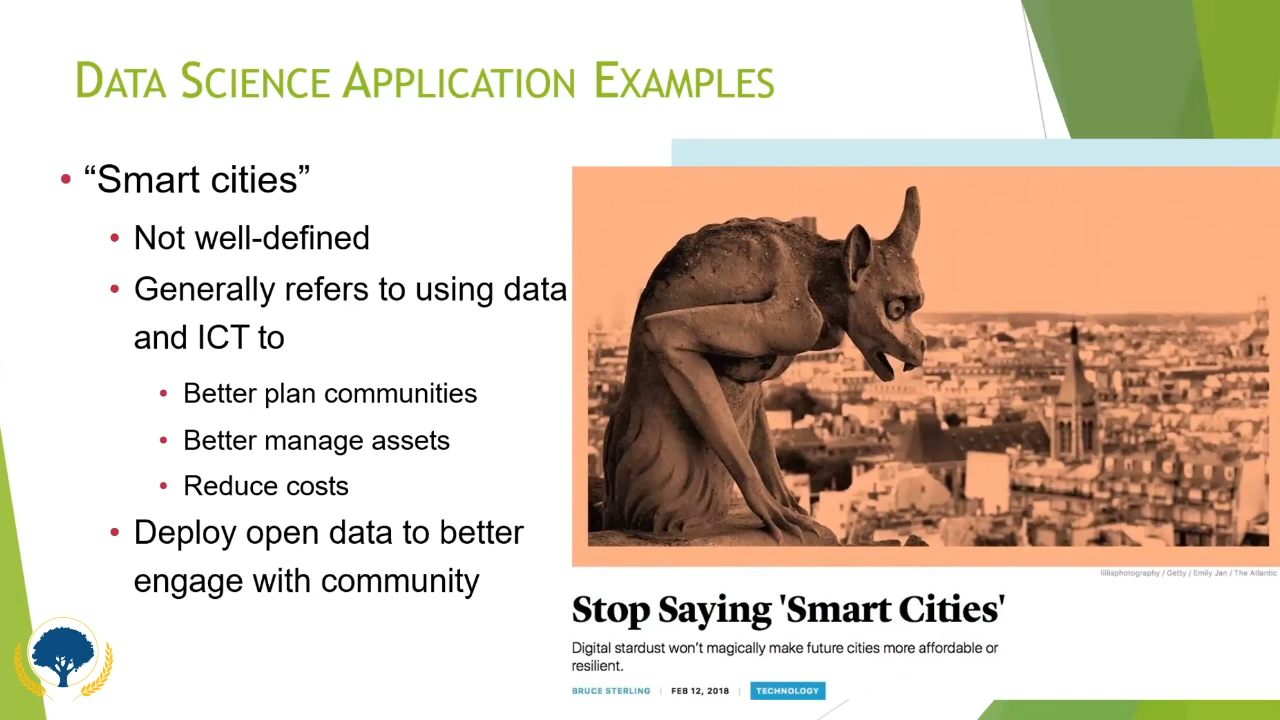 DATA SCIENCE APPLICATION EXAMPLES
• “Smart cities”
• Not well-defined
• Generally refers to using data
and ICT to
• Better plan communities
• Better manage assets
• Reduce costs
• Deploy open data to better
engage with community
lillisphotography / Getty / Emily Jan / The Atlantic
Stop Saying 'Smart Cities'
Digital stardust won’t magically make future cities more affordable or
resilient.
BRUCE STERLING | FEB 12, 2018 | TECHNOLOGY